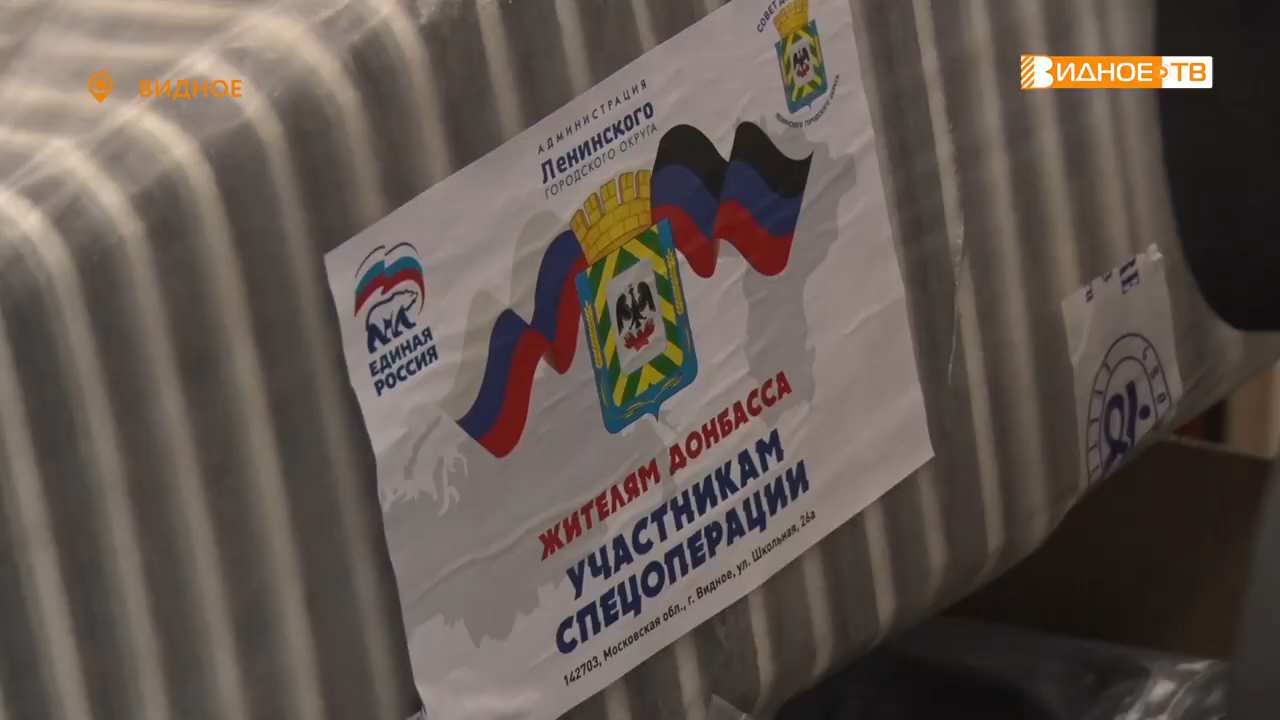 ВИДНОЕ
ВИДНОЕ ТВ
АДМИНИСТРАЦИЯ
Ленинского
ГОРОДСКОГО ОКРУГА
ЕДИНАЯ
РОССИЯ
ЖИТЕЛЯМ ДОНБАССА
УЧАСТНИКАМ
СПЕЦОПЕРАЦИИ
142703, Московская обл., г. Видное, ул. Школьная, 26а